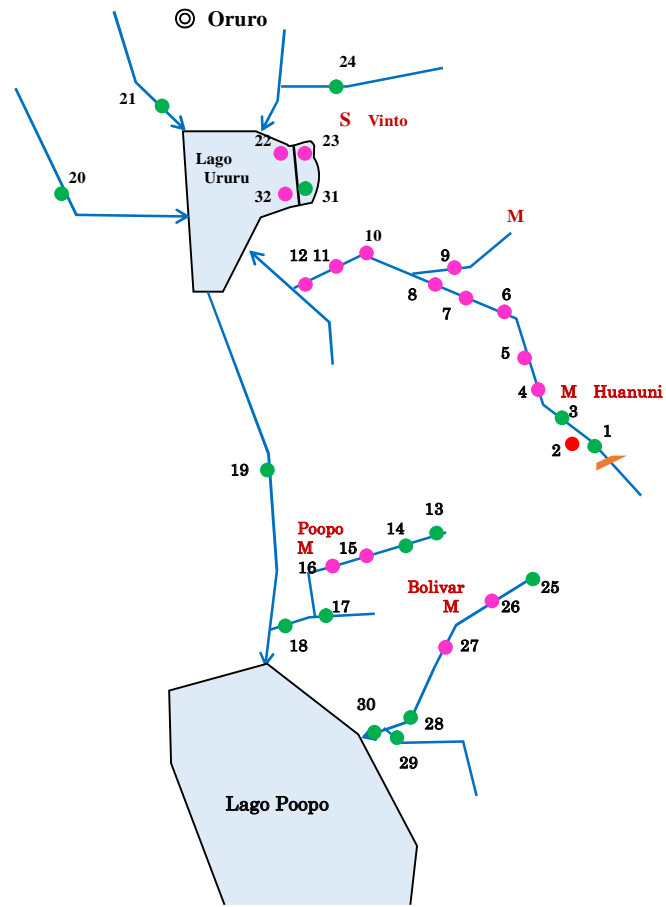 Oruro
24
21
S Vinto
22 23
Lago
Ururu
20
32 31
M
10
12 11 9
8
7 6
5
4 M Huanuni
3
1
2
19
13
Poopo
M 15 14
16
Bolivar
M 25
26
17
18 27
30
28
29
Lago Poopo